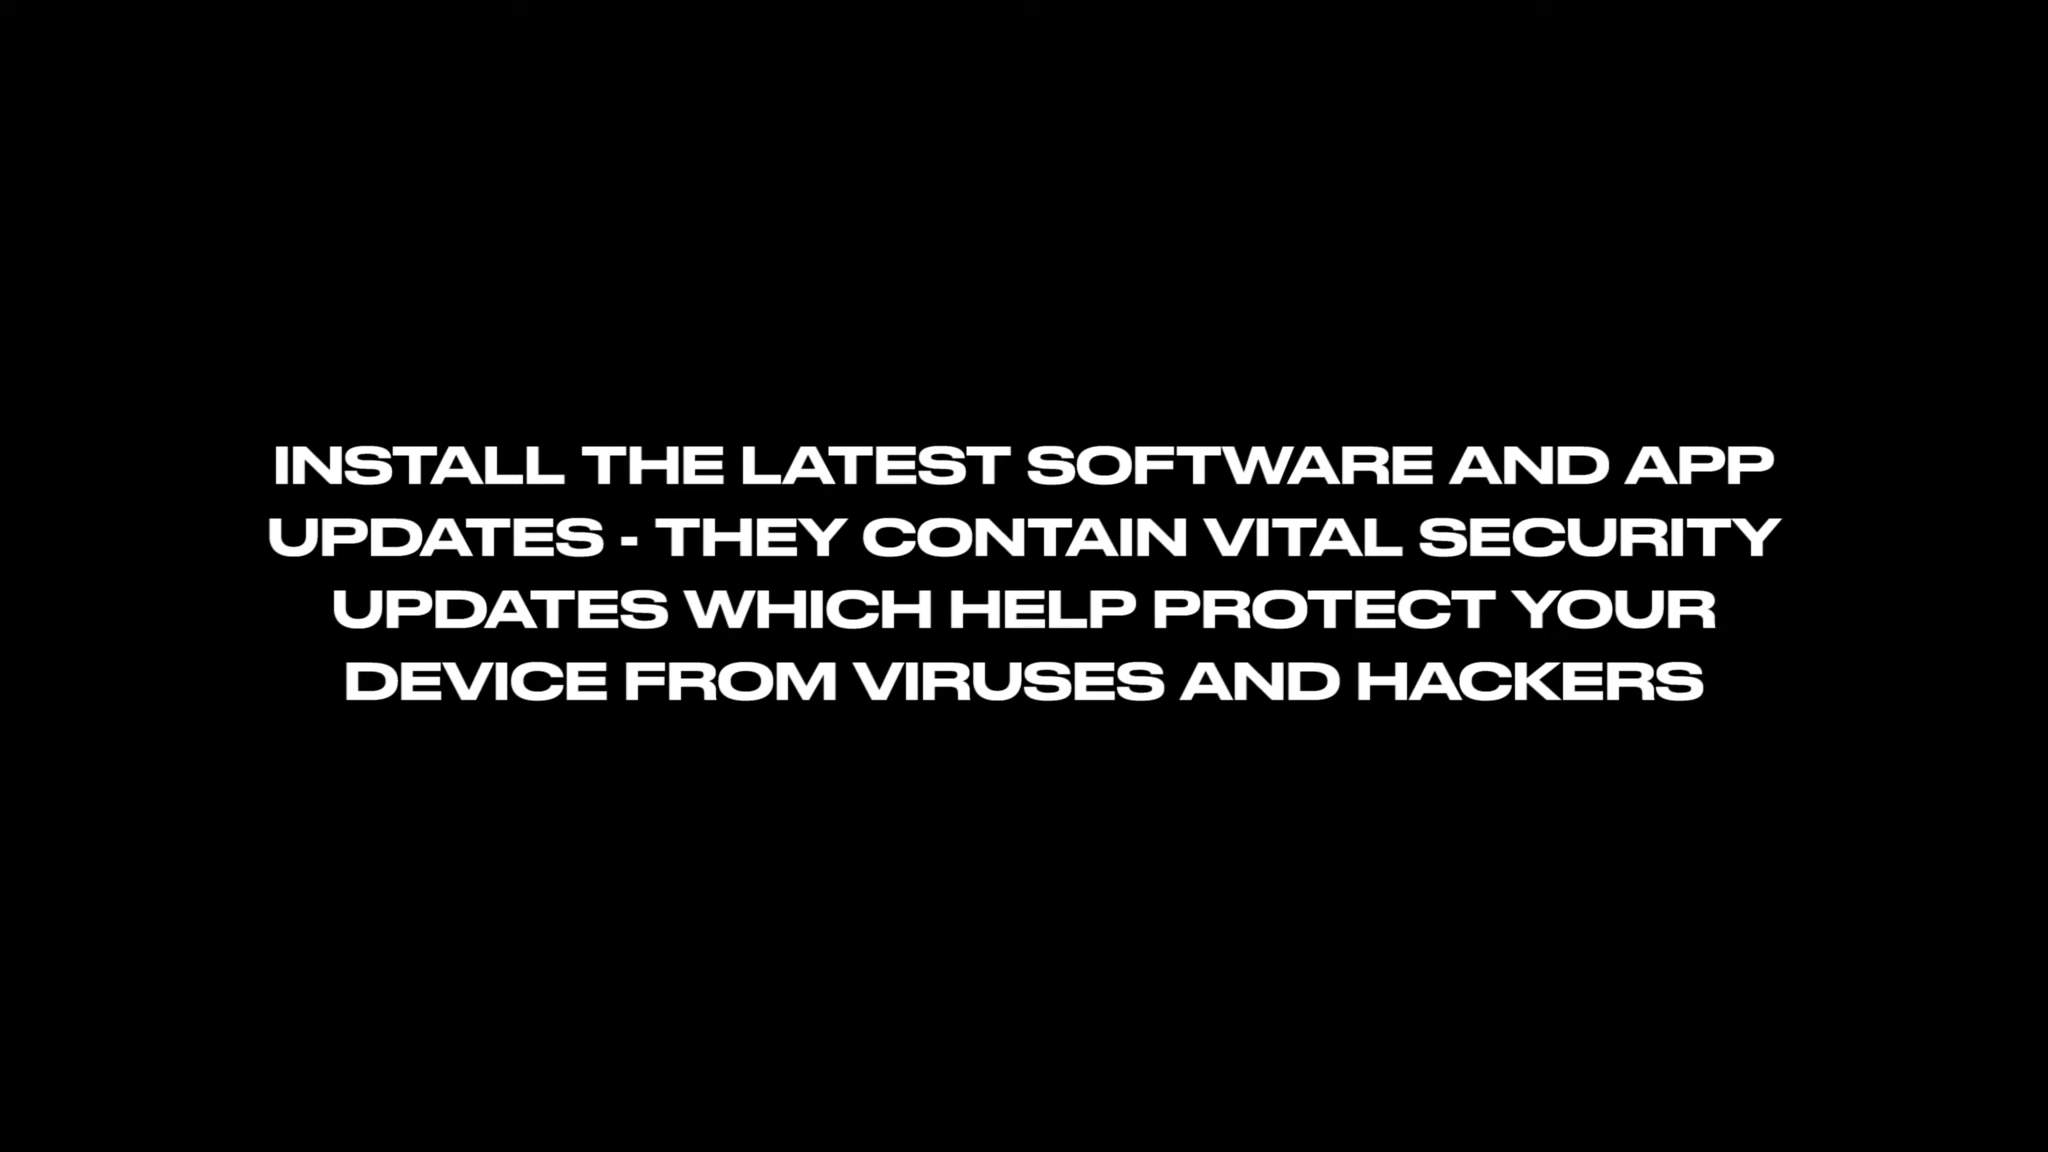 INSTALL THE LATEST SOFTWARE AND APP
UPDATES - THEY CONTAIN VITAL SECURITY
UPDATES WHICH HELP PROTECT YOUR
DEVICE FROM VIRUSES AND HACKERS